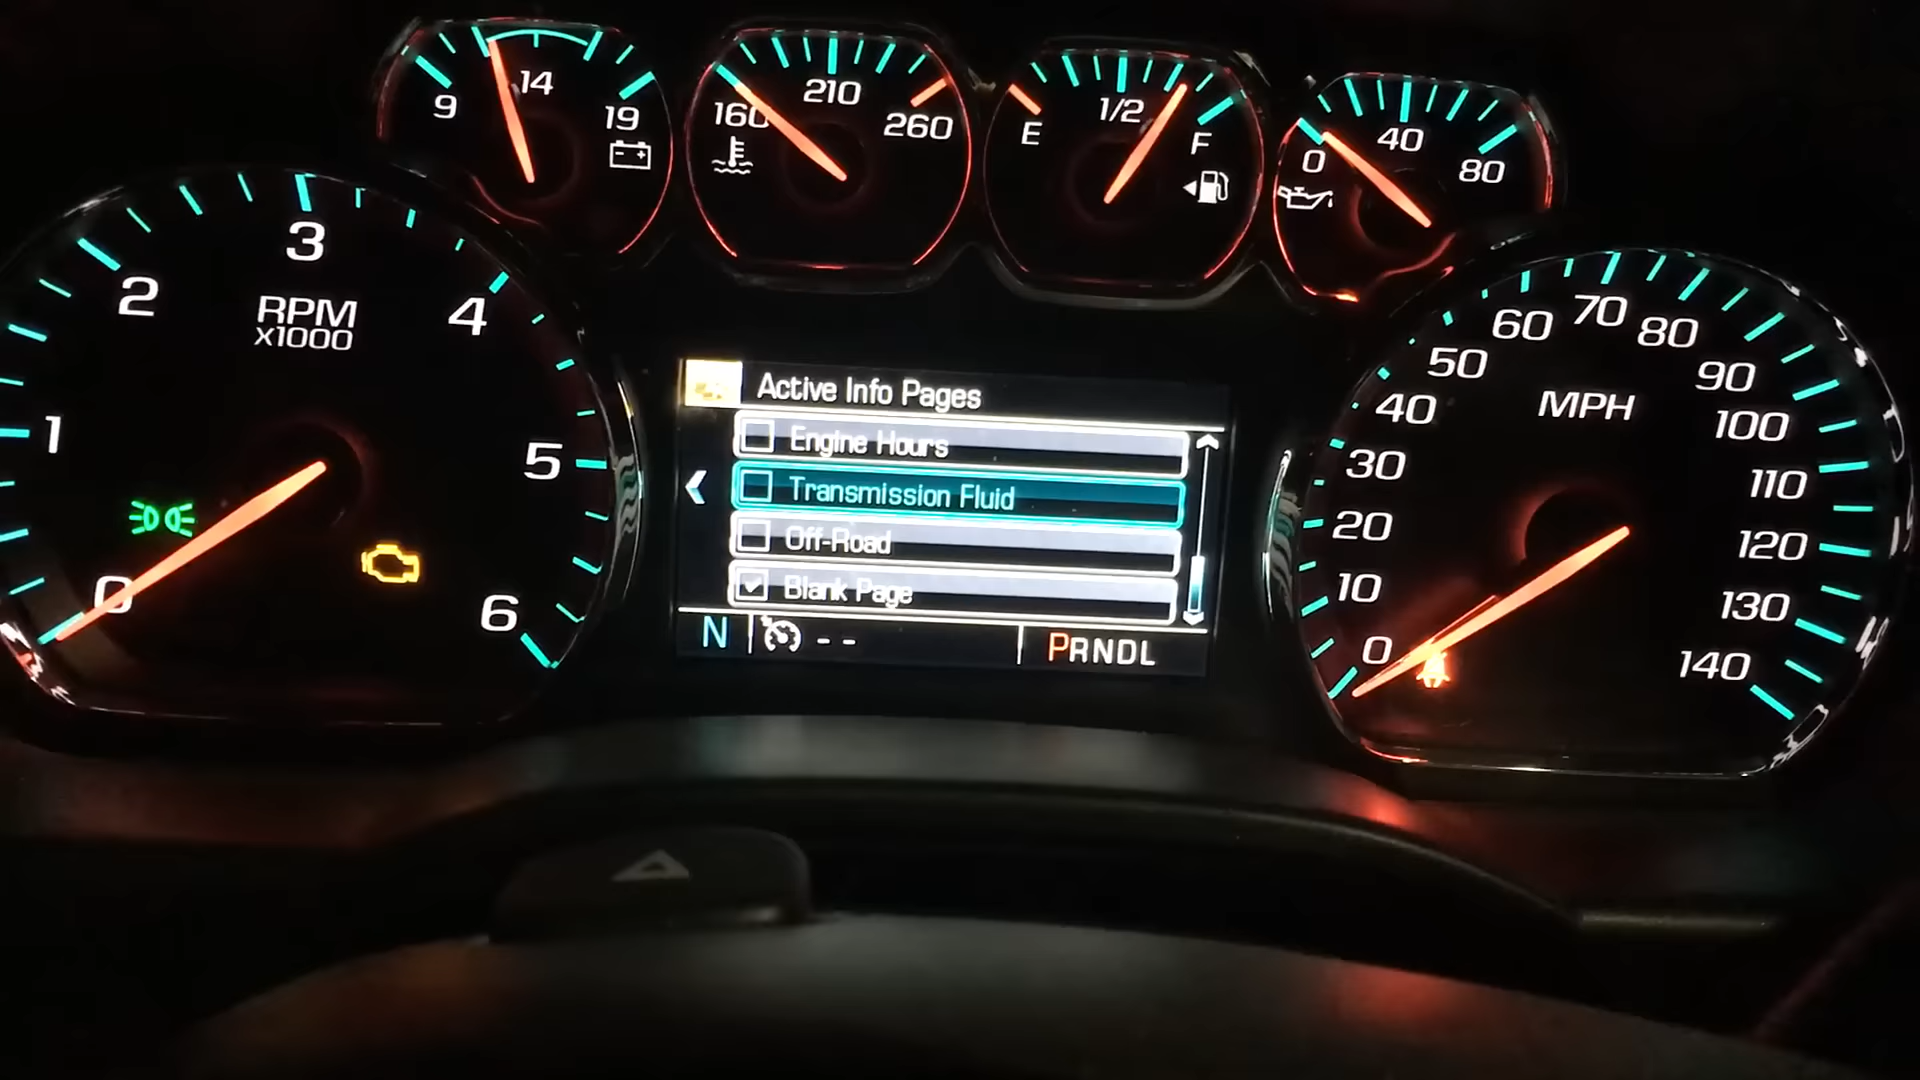 9 14 19
160 210 260
E 1/2 F
0 40 80
0 1 2 3 4 5 6
RPM
x1000
Active Info Pages
Engine Hours
Transmission Fluid
Off-Road
Blank Page
N -- PRNDL
0 10 20 30 40 50 60 70 80 90 100 110 120 130 140
MPH